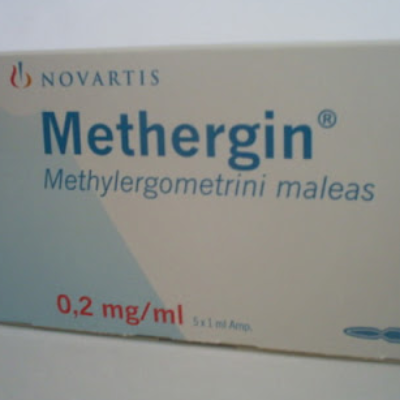 NOVARTIS
Methergin®
Methylergometrini maleas
0,2 mg/ml 5 x 1 ml Amp.